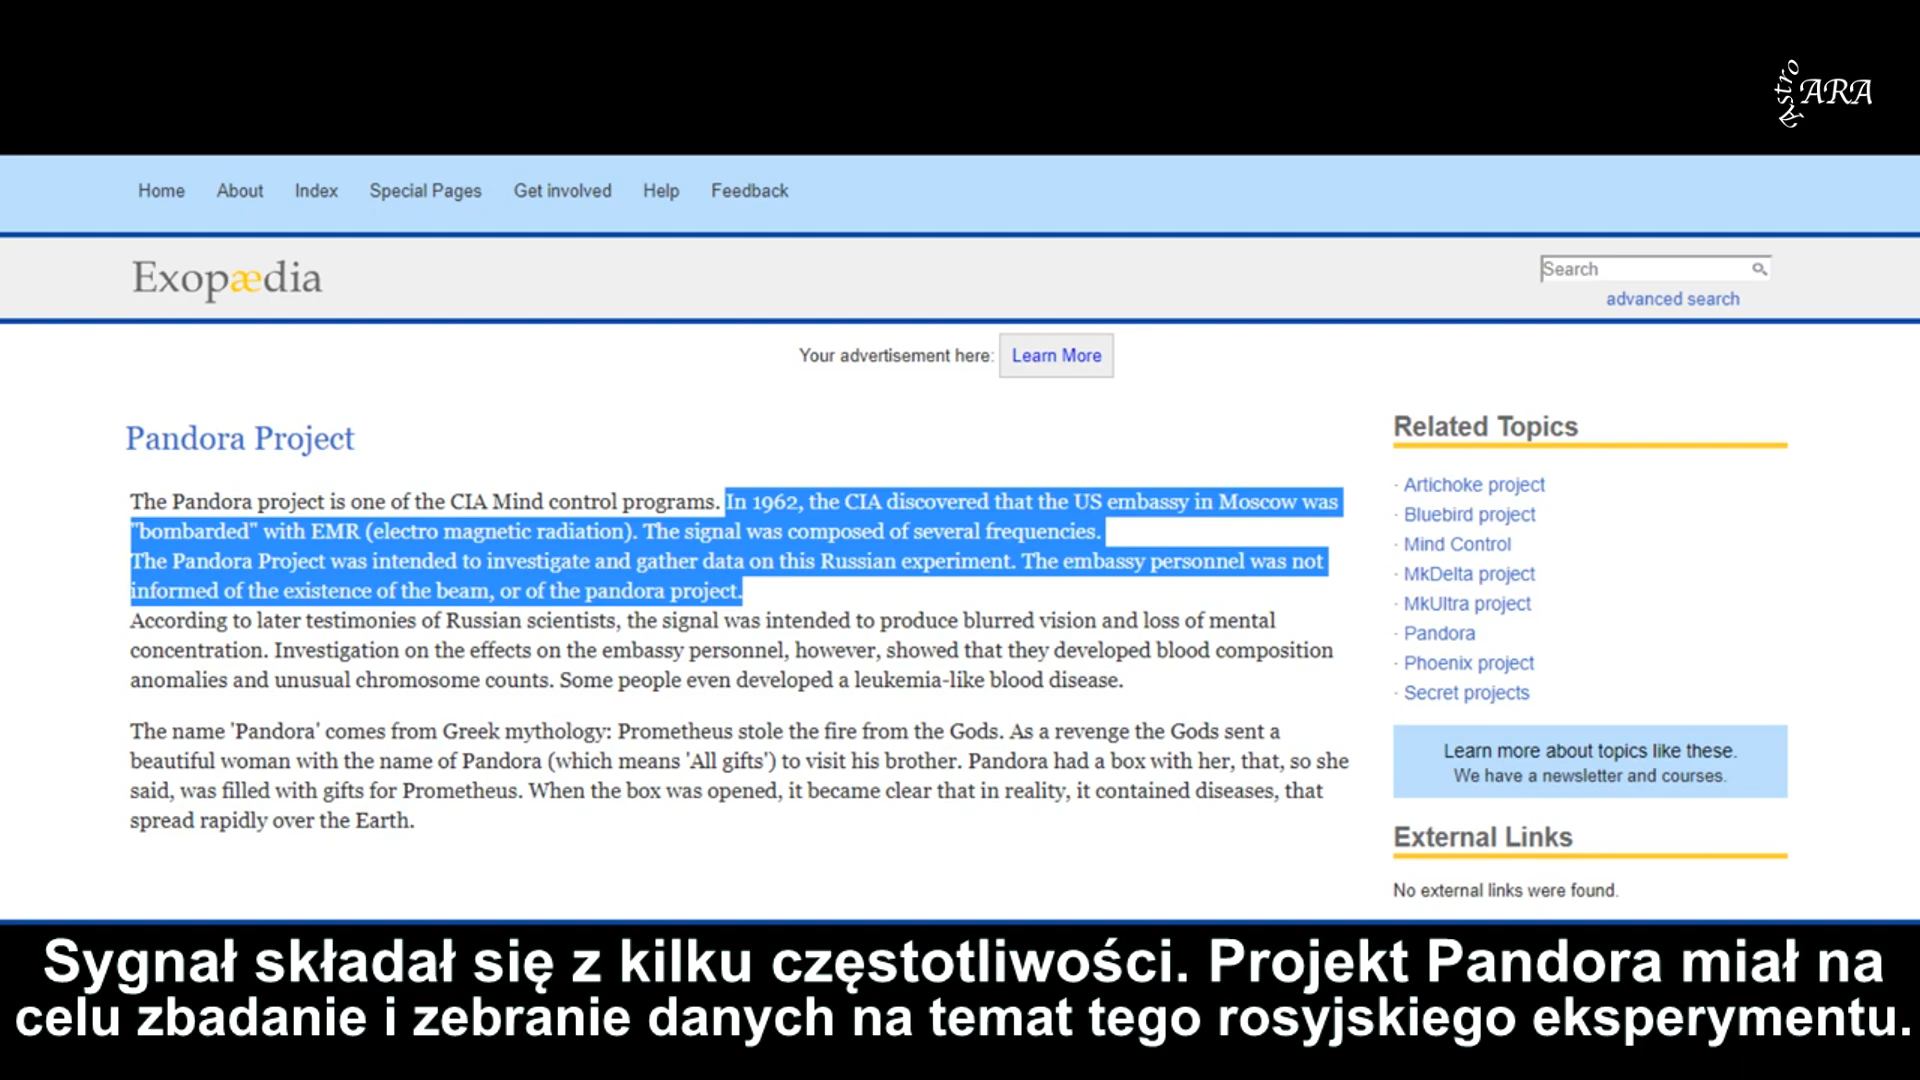 Astro ARA
Home About Index Special Pages Get involved Help Feedback
Exopædia
Search
advanced search
Your advertisement here: Learn More
Pandora Project
The Pandora project is one of the CIA Mind control programs. In 1962, the CIA discovered that the US embassy in Moscow was
"bombarded" with EMR (electro magnetic radiation). The signal was composed of several frequencies.
The Pandora Project was intended to investigate and gather data on this Russian experiment. The embassy personnel was not
informed of the existence of the beam, or of the pandora project.
According to later testimonies of Russian scientists, the signal was intended to produce blurred vision and loss of mental
concentration. Investigation on the effects on the embassy personnel, however, showed that they developed blood composition
anomalies and unusual chromosome counts. Some people even developed a leukemia-like blood disease.
The name 'Pandora' comes from Greek mythology: Prometheus stole the fire from the Gods. As a revenge the Gods sent a
beautiful woman with the name of Pandora (which means 'All gifts') to visit his brother. Pandora had a box with her, that, so she
said, was filled with gifts for Prometheus. When the box was opened, it became clear that in reality, it contained diseases, that
spread rapidly over the Earth.
Related Topics
· Artichoke project
· Bluebird project
· Mind Control
· MkDelta project
· MkUltra project
· Pandora
· Phoenix project
· Secret projects
Learn more about topics like these.
We have a newsletter and courses.
External Links
No external links were found.
Sygnał składał się z kilku częstotliwości. Projekt Pandora miał na
celu zbadanie i zebranie danych na temat tego rosyjskiego eksperymentu.